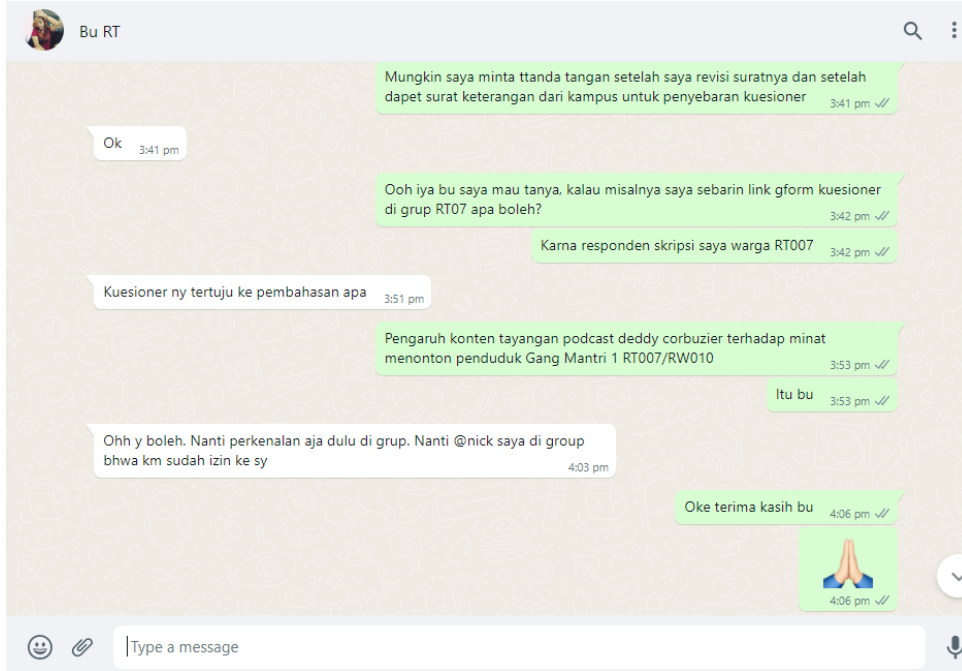 Bu RT
Mungkin saya minta ttanda tangan setelah saya revisi suratnya dan setelah
dapet surat keterangan dari kampus untuk penyebaran kuesioner
3:41 pm
Ok
3:41 pm
Ooh iya bu saya mau tanya, kalau misalnya saya sebarin link gform kuesioner
di grup RT07 apa boleh?
3:42 pm
Karna responden skripsi saya warga RT007
3:42 pm
Kuesioner ny tertuju ke pembahasan apa
3:51 pm
Pengaruh konten tayangan podcast deddy corbuzier terhadap minat
menonton penduduk Gang Mantri 1 RT007/RW010
3:53 pm
Itu bu
3:53 pm
Ohh y boleh. Nanti perkenalan aja dulu di grup. Nanti @nick saya di group
bhwa km sudah izin ke sy
4:03 pm
Oke terima kasih bu
4:06 pm
🙏
4:06 pm
Type a message